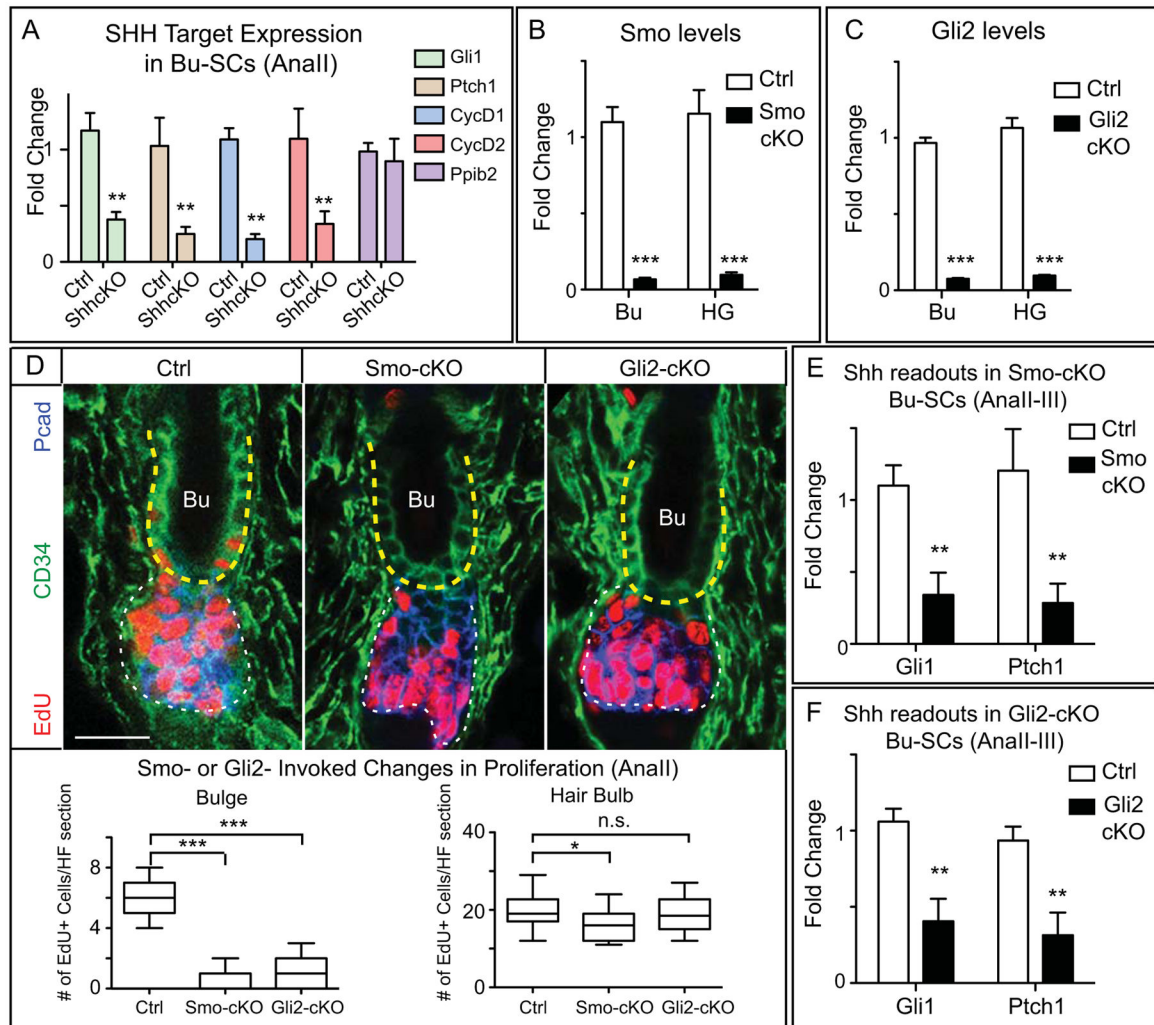 A
SHH Target Expression
in Bu-SCs (AnaII)
Gli1
Ptch1
CycD1
CycD2
Ppib2
Fold Change
1
0
**
**
**
**
Ctrl
ShhcKO
Ctrl
ShhcKO
Ctrl
ShhcKO
Ctrl
ShhcKO
Ctrl
ShhcKO
B
Smo levels
Ctrl
Smo
cKO
Fold Change
1
0
***
***
Bu
HG
C
Gli2 levels
Ctrl
Gli2
cKO
Fold Change
1
0
***
***
Bu
HG
D
Ctrl
Smo-cKO
Gli2-cKO
Pcad
CD34
EdU
Bu
Bu
Bu
Smo- or Gli2- Invoked Changes in Proliferation (AnaII)
Bulge
# of EdU+ Cells/HF section
8
4
0
***
***
Ctrl
Smo-cKO
Gli2-cKO
Hair Bulb
# of EdU+ Cells/HF section
40
20
0
n.s.
*
Ctrl
Smo-cKO
Gli2-cKO
E
Shh readouts in Smo-cKO
Bu-SCs (AnaII-III)
Ctrl
Smo
cKO
Fold Change
1
0
**
**
Gli1
Ptch1
F
Shh readouts in Gli2-cKO
Bu-SCs (AnaII-III)
Ctrl
Gli2
cKO
Fold Change
1
0
**
**
Gli1
Ptch1